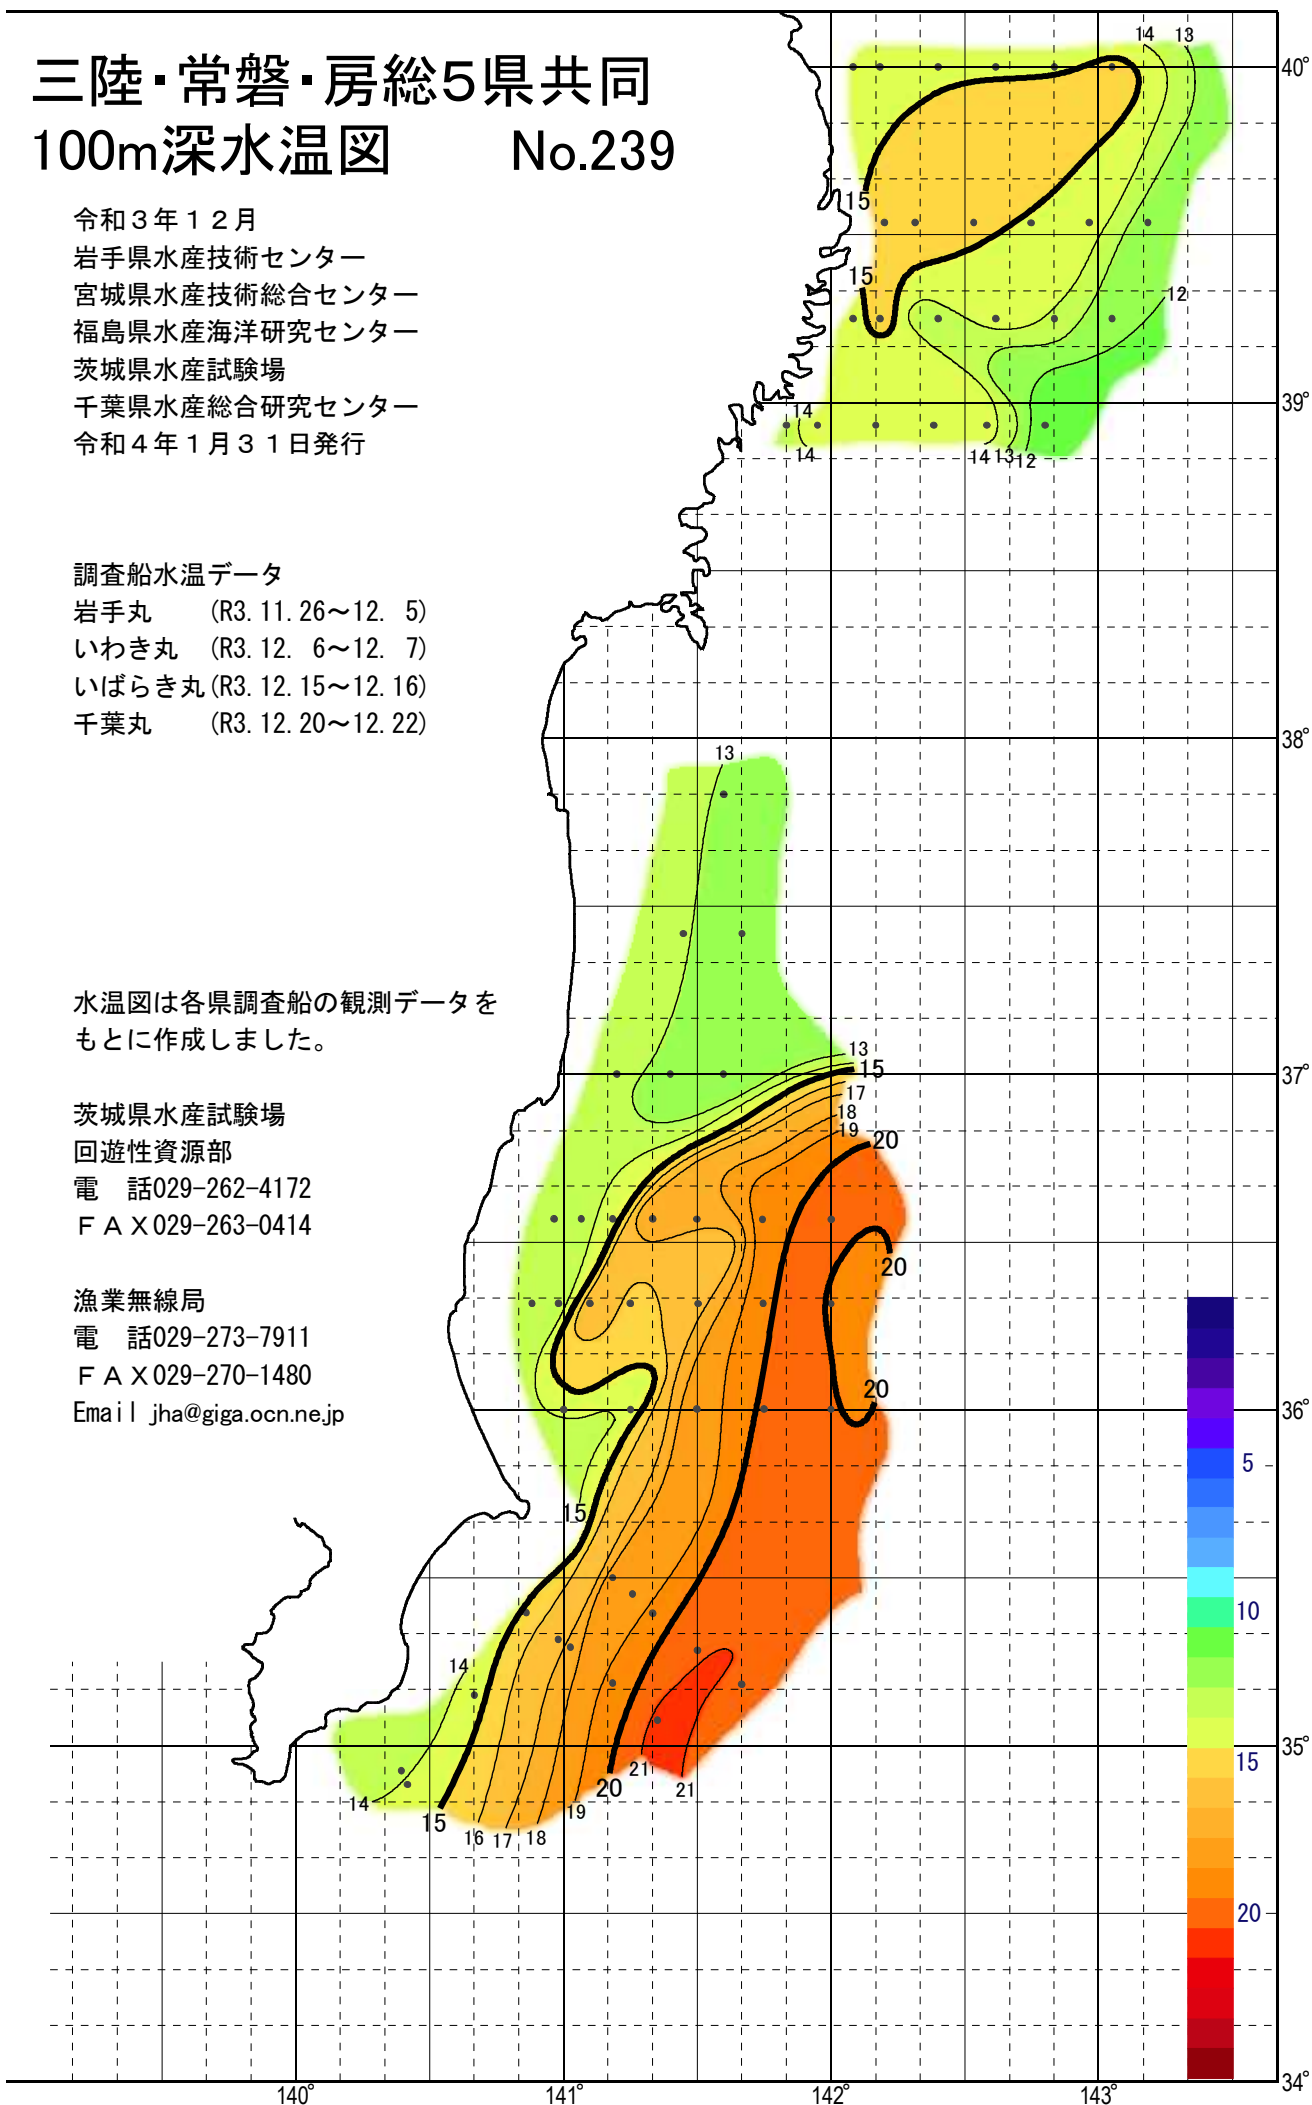 三陸・常磐・房総5県共同
100m深水温図 No.239
令和３年１２月
岩手県水産技術センター
宮城県水産技術総合センター
福島県水産海洋研究センター
茨城県水産試験場
千葉県水産総合研究センター
令和４年１月３１日発行
調査船水温データ
岩手丸 (R3.11.26～12. 5)
いわき丸 (R3.12. 6～12. 7)
いばらき丸(R3.12.15～12.16)
千葉丸 (R3.12.20～12.22)
水温図は各県調査船の観測データを
もとに作成しました。
茨城県水産試験場
回遊性資源部
電 話029-262-4172
ＦＡＸ029-263-0414
漁業無線局
電 話029-273-7911
ＦＡＸ029-270-1480
Email jha@giga.ocn.ne.jp
14 13
40°
15
15
12
39°
14
14
14 13 12
38°
13
13
15
37°
17
18
19
20
20
20
36°
15
14
35°
14
15
16
17
18
19
20
21
21
5
10
15
20
34°
140° 141° 142° 143°